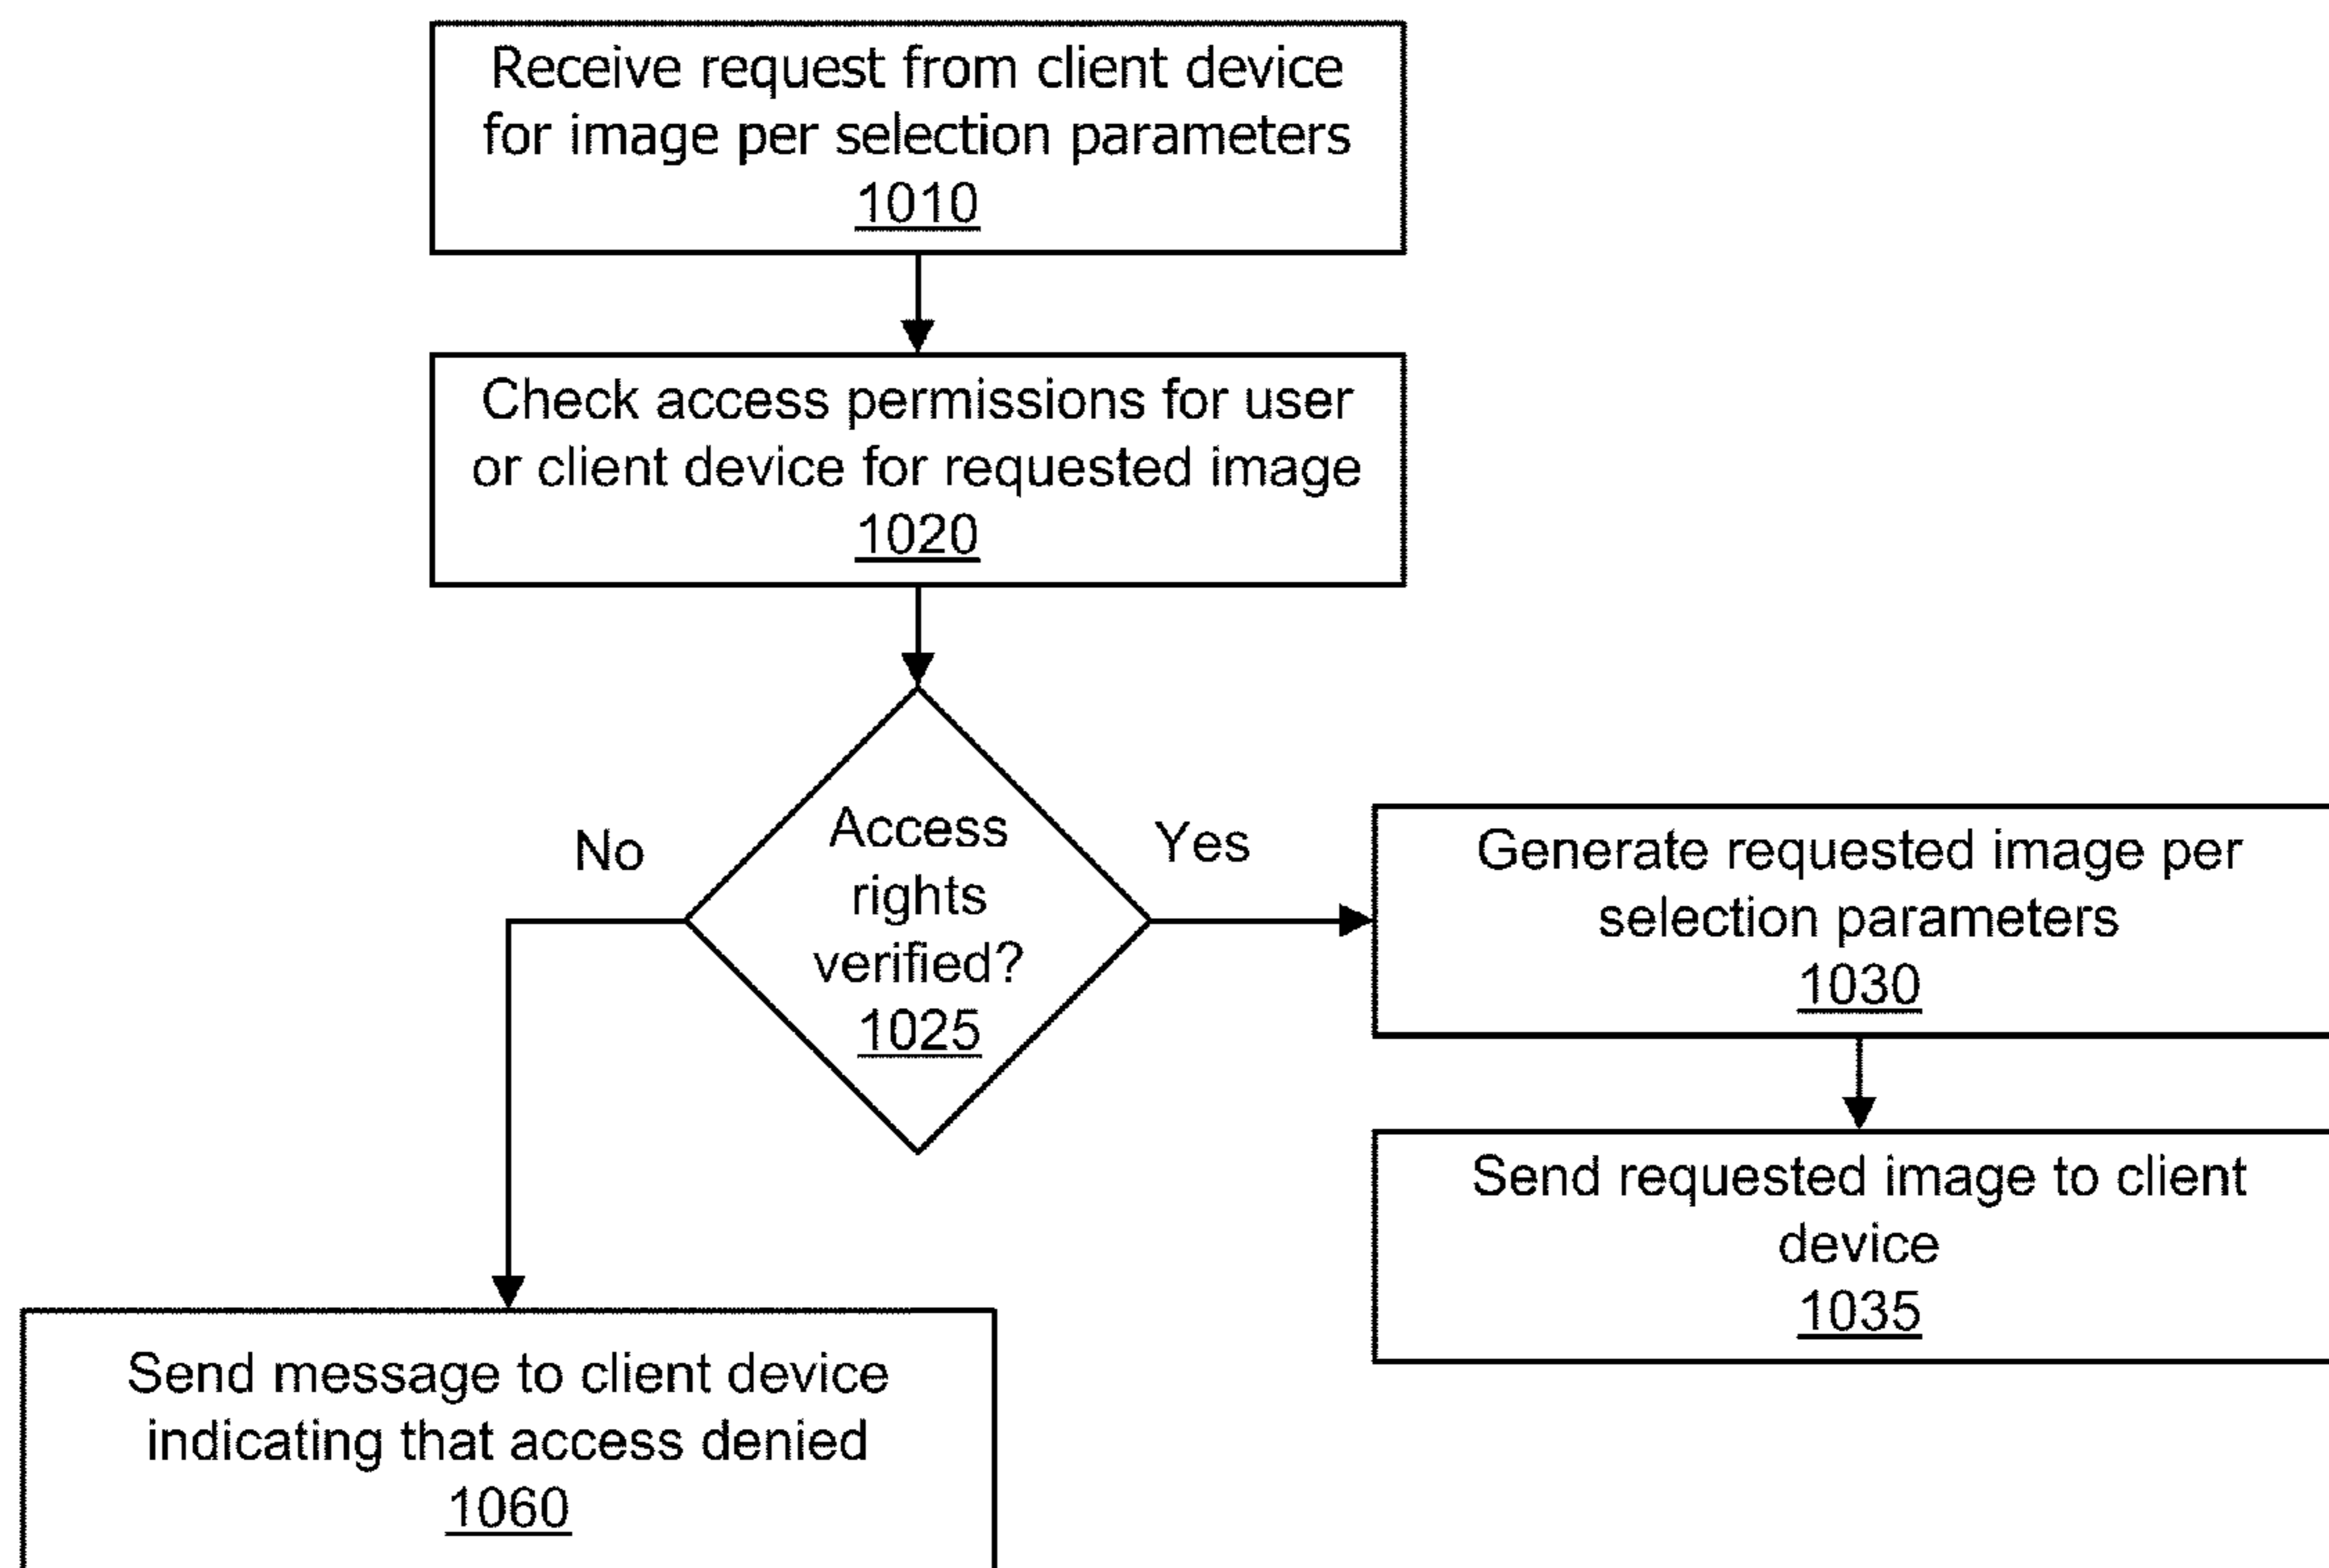 Receive request from client device
for image per selection parameters
1010
Check access permissions for user
or client device for requested image
1020
Access
rights
verified?
1025
No
Yes
Generate requested image per
selection parameters
1030
Send requested image to client
device
1035
Send message to client device
indicating that access denied
1060